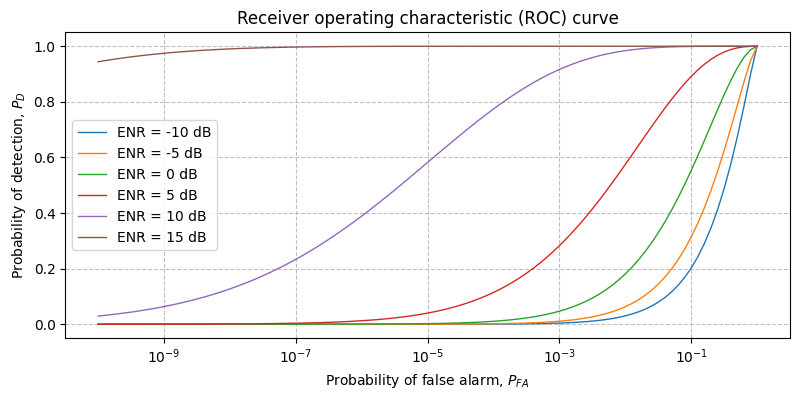 Receiver operating characteristic (ROC) curve
Probability of detection, $P_D$
1.0
0.8
0.6
0.4
0.2
0.0
ENR = -10 dB
ENR = -5 dB
ENR = 0 dB
ENR = 5 dB
ENR = 10 dB
ENR = 15 dB
10⁻⁹
10⁻⁷
10⁻⁵
10⁻³
10⁻¹
Probability of false alarm, $P_{FA}$